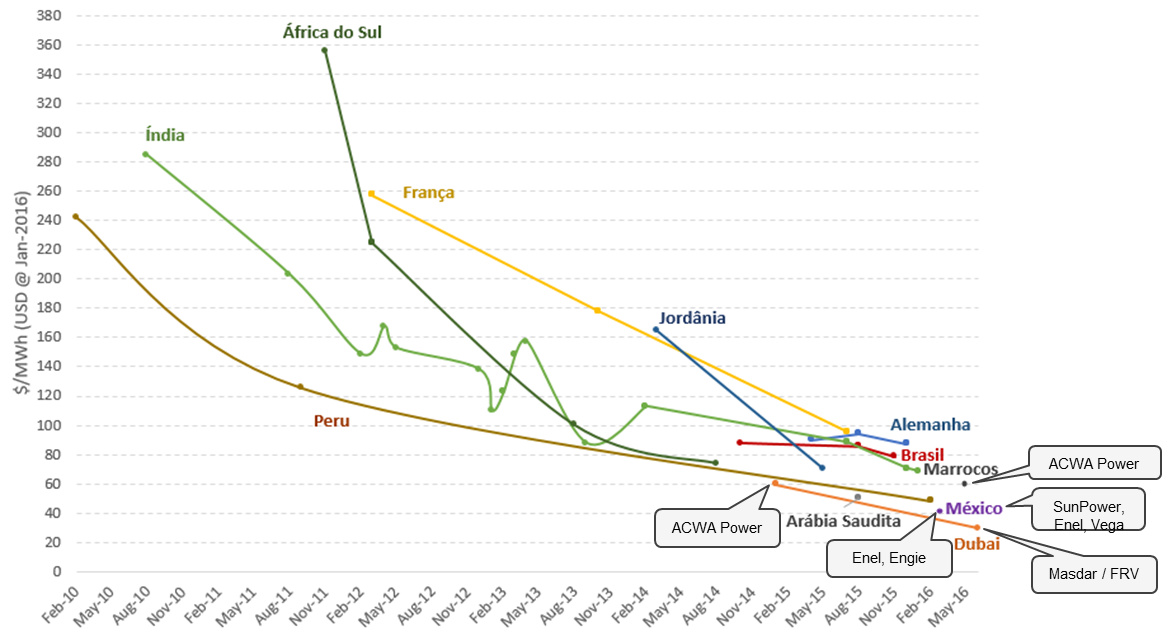 380
360
340
320
300
280
260
240
220
200
180
160
140
120
100
80
60
40
20
0
$/MWh (USD @ Jan-2016)
África do Sul
Índia
França
Jordânia
Peru
Alemanha
Brasil
Marrocos
ACWA Power
México
SunPower,
Enel, Vega
ACWA Power
Arábia Saudita
Enel, Engie
Dubai
Masdar / FRV
Feb-10
May-10
Aug-10
Nov-10
Feb-11
May-11
Aug-11
Nov-11
Feb-12
May-12
Aug-12
Nov-12
Feb-13
May-13
Aug-13
Nov-13
Feb-14
May-14
Aug-14
Nov-14
Feb-15
May-15
Aug-15
Nov-15
Feb-16
May-16